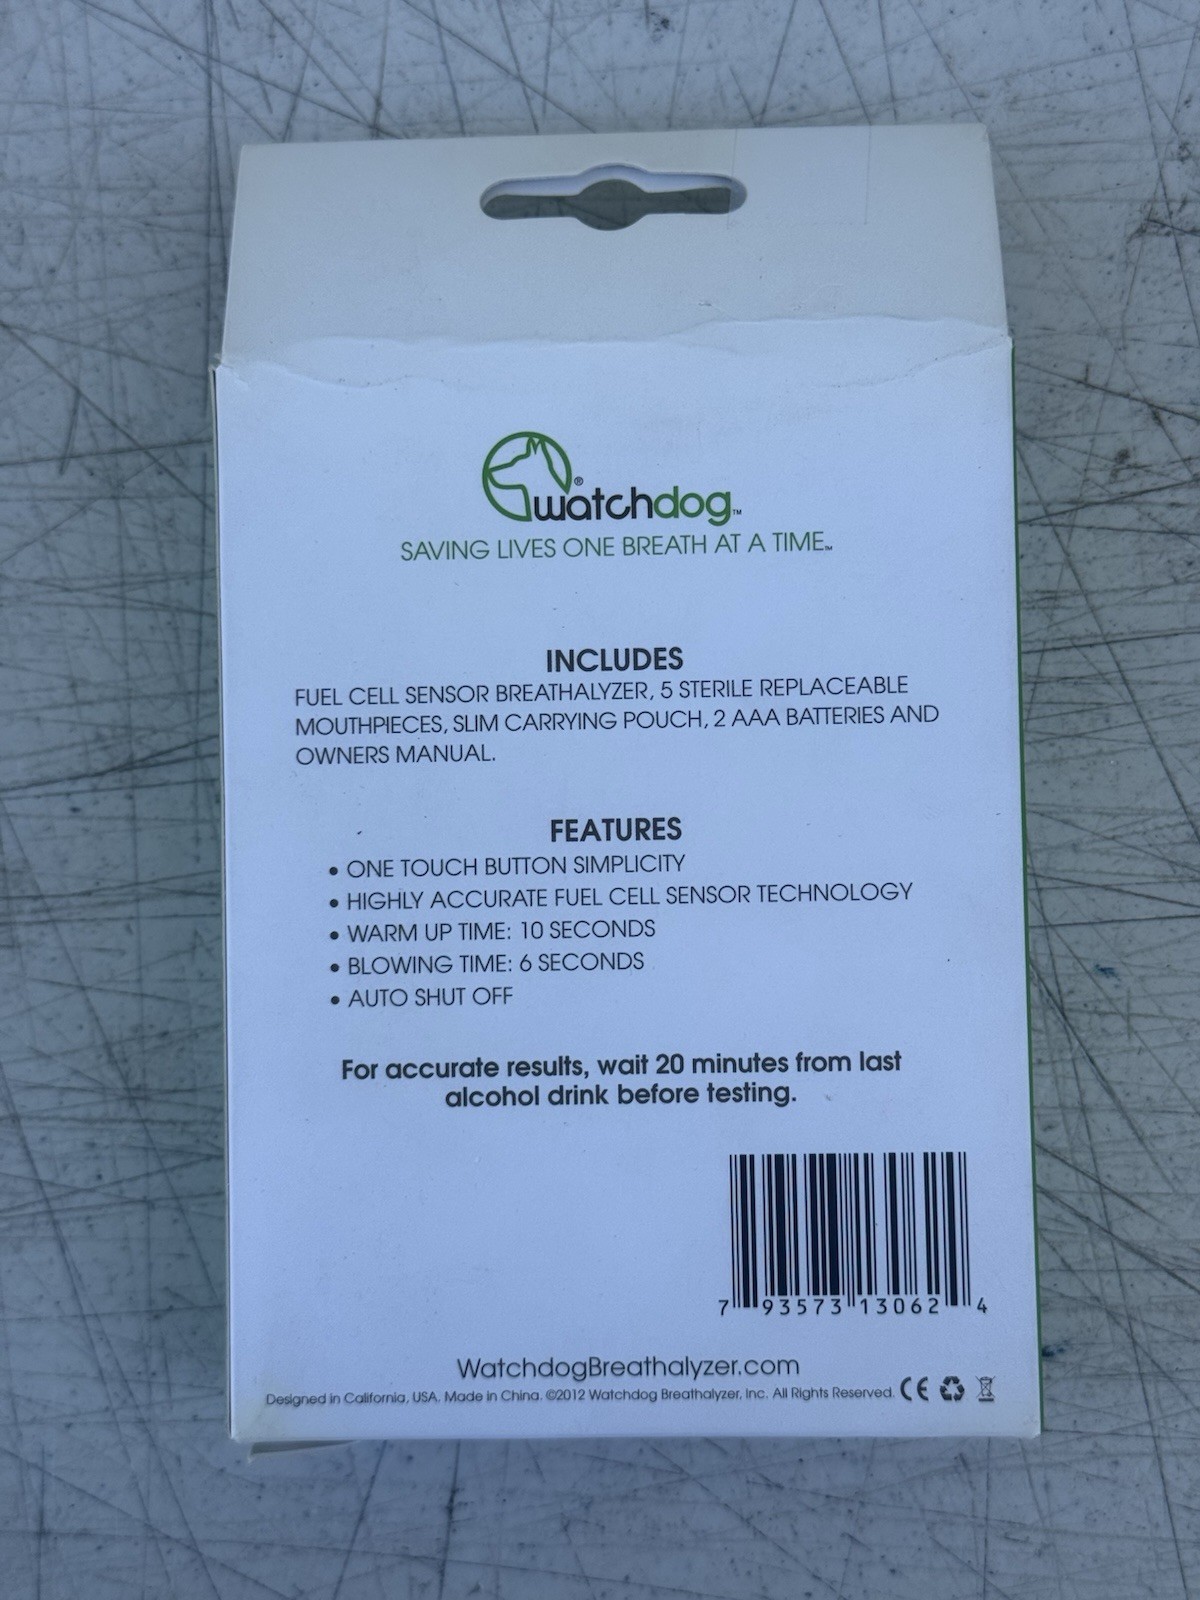 watchdog™
SAVING LIVES ONE BREATH AT A TIME™
INCLUDES
FUEL CELL SENSOR BREATHALYZER, 5 STERILE REPLACEABLE
MOUTHPIECES, SLIM CARRYING POUCH, 2 AAA BATTERIES AND
OWNERS MANUAL.
FEATURES
• ONE TOUCH BUTTON SIMPLICITY
• HIGHLY ACCURATE FUEL CELL SENSOR TECHNOLOGY
• WARM UP TIME: 10 SECONDS
• BLOWING TIME: 6 SECONDS
• AUTO SHUT OFF
For accurate results, wait 20 minutes from last
alcohol drink before testing.
7 93573 13062 4
WatchdogBreathalyzer.com
Designed in California, USA. Made in China. ©2012 Watchdog Breathalyzer, Inc. All Rights Reserved. CE